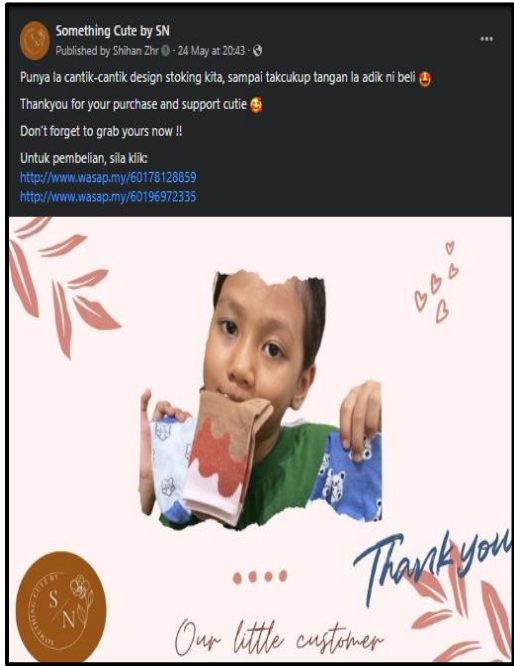 Something Cute by SN
Published by Shihan Zhr · 24 May at 20:43 ·
Punya la cantik-cantik design stoking kita, sampai takcukup tangan la adik ni beli 🤩
Thankyou for your purchase and support cutie 🥰
Don't forget to grab yours now !!
Untuk pembelian, sila klik:
http://www.wasap.my/60178128859
http://www.wasap.my/60196972335
Thank you
SOMETHING CUTE BY
S
N
Our little customer